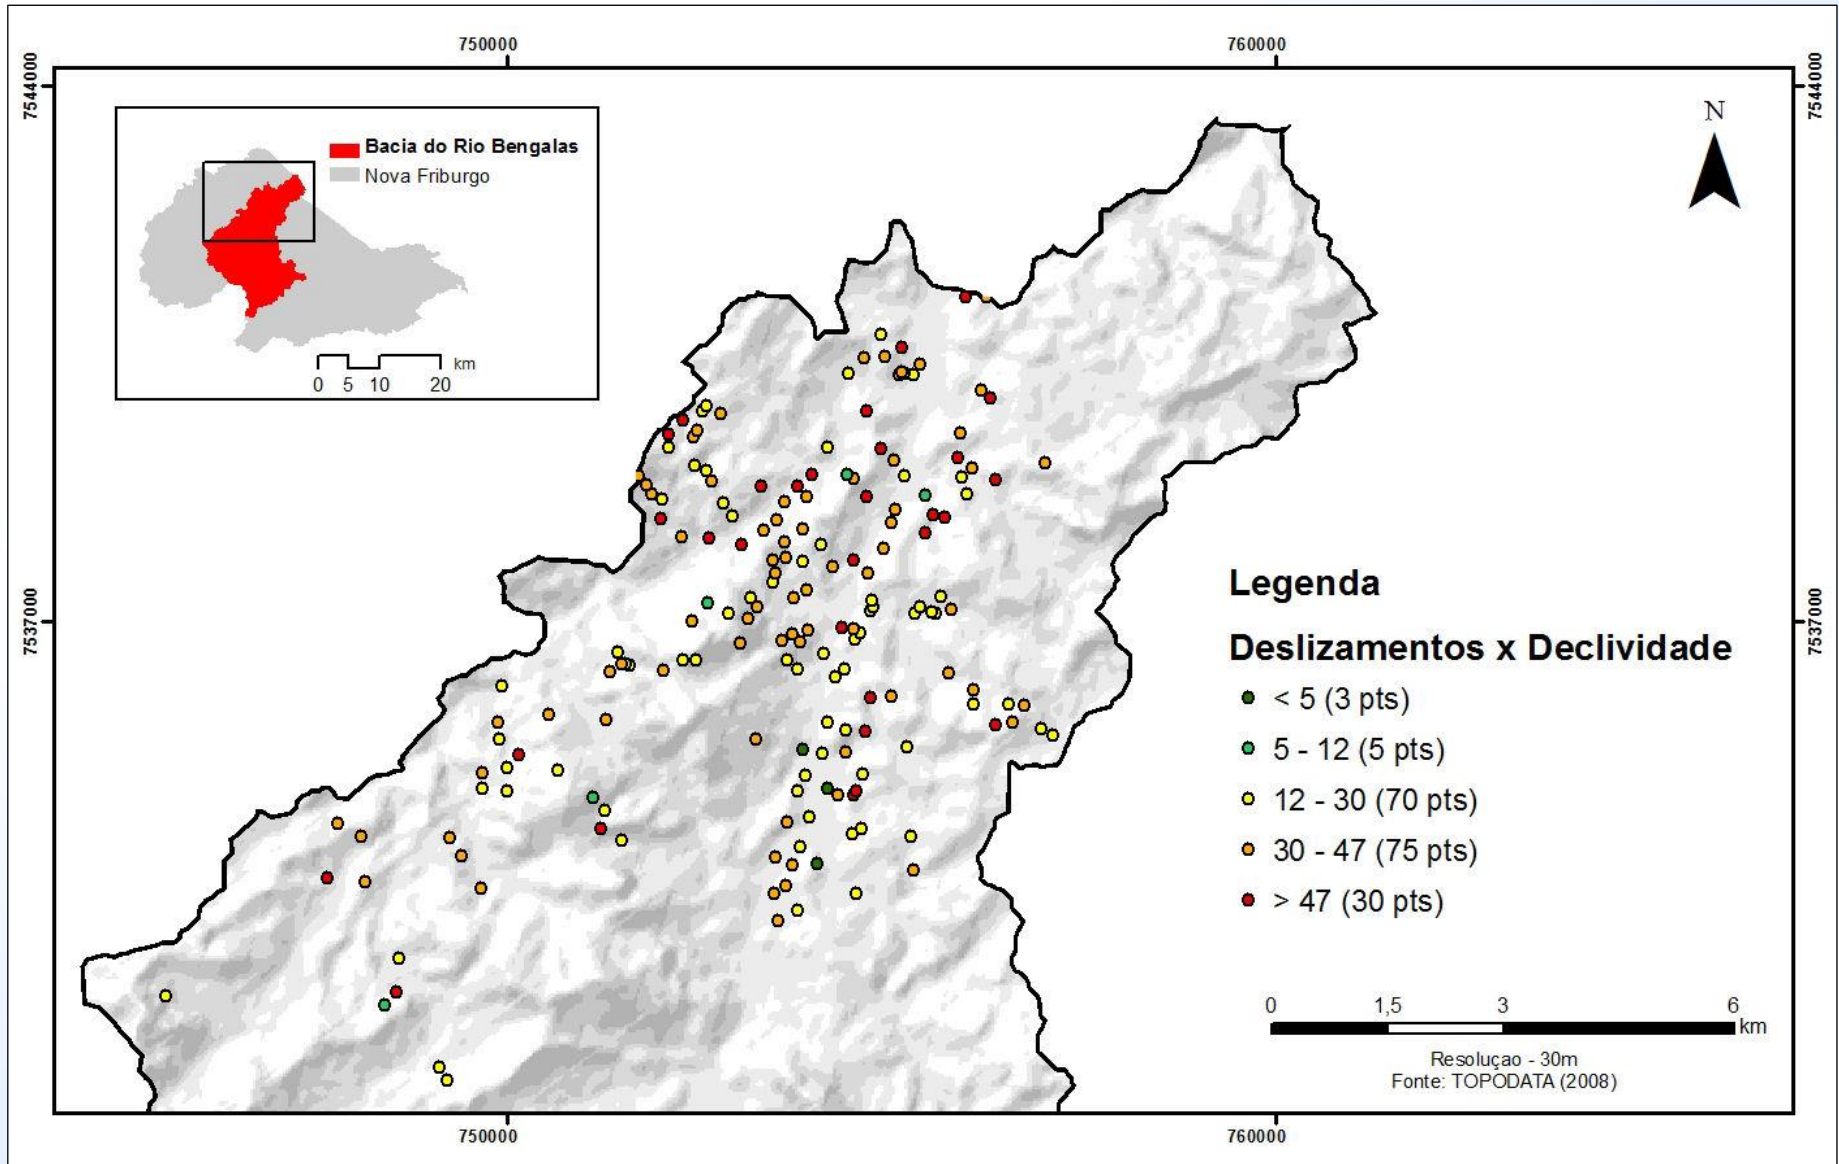 750000
760000
7544000
7544000
Bacia do Rio Bengalas
Nova Friburgo
km
0 5 10 20
N
7537000
7537000
Legenda
Deslizamentos x Declividade
< 5 (3 pts)
5 - 12 (5 pts)
12 - 30 (70 pts)
30 - 47 (75 pts)
> 47 (30 pts)
0 1,5 3 6
km
Resoluçao - 30m
Fonte: TOPODATA (2008)
750000
760000